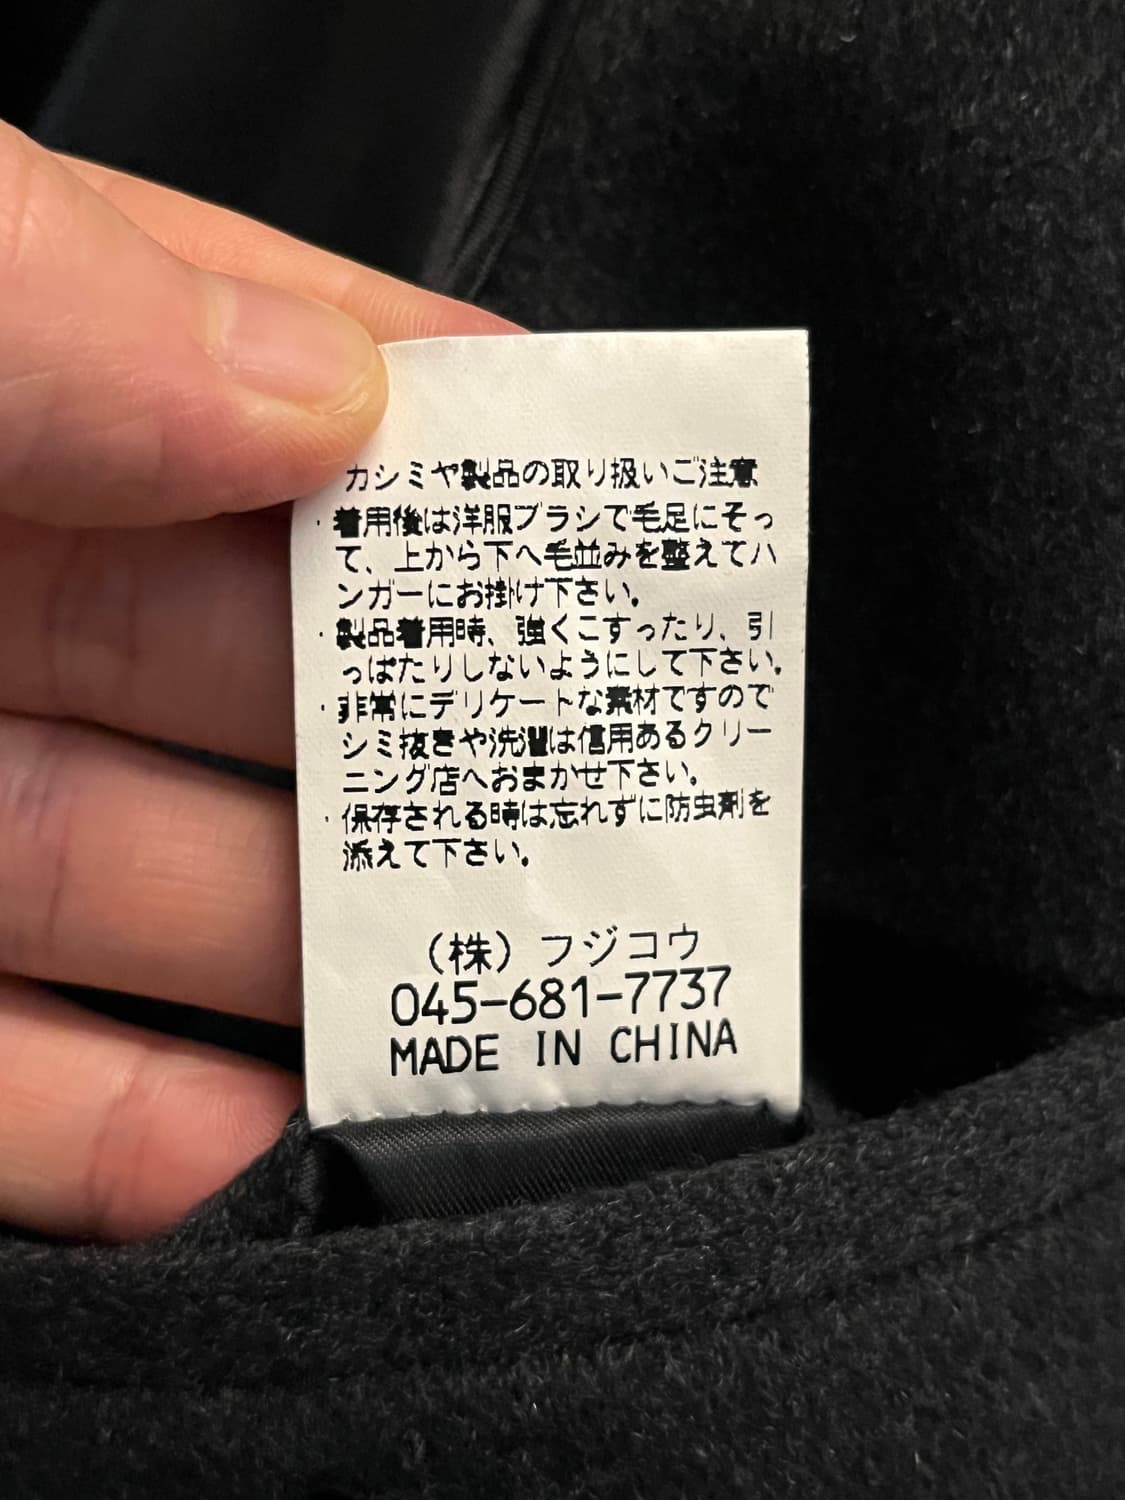 カシミヤ製品の取り扱いご注意
・着用後は洋服ブラシで毛足にそっ
て、上から下へ毛並みを整えてハ
ンガーにお掛け下さい。
・製品着用時、強くこすったり、引
っぱたりしないようにして下さい。
・非常にデリケートな素材ですので
シミ抜きや洗濯は信用あるクリー
ニング店へおまかせ下さい。
・保存される時は忘れずに防虫剤を
添えて下さい。
（株）フジコウ
045-681-7737
MADE IN CHINA